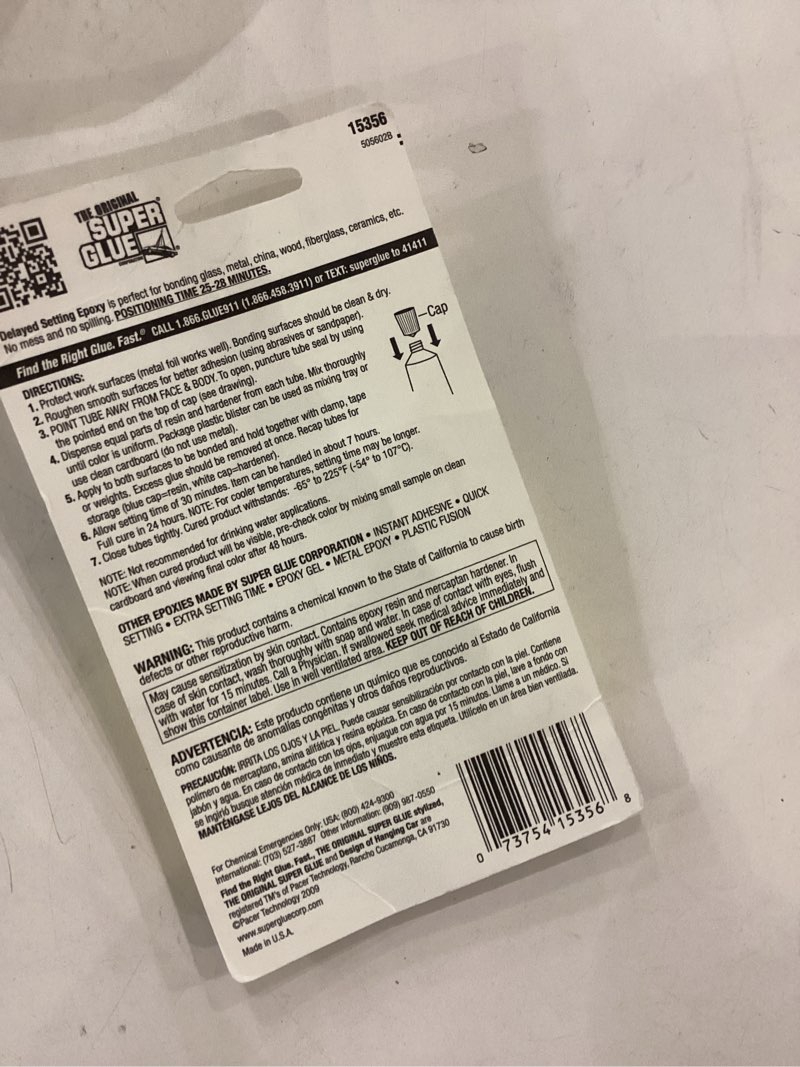 15356
505602B
THE ORIGINAL
SUPER
GLUE
CORPORATION
Delayed Setting Epoxy is perfect for bonding glass, metal, china, wood, fiberglass, ceramics, etc.
No mess and no spilling. POSITIONING TIME 25-28 MINUTES.
Find the Right Glue. Fast.® CALL 1.866.GLUE911 (1.866.458.3911) or TEXT: superglue to 41411
DIRECTIONS:
1. Protect work surfaces (metal foil works well). Bonding surfaces should be clean & dry.
2. Roughen smooth surfaces for better adhesion (using abrasives or sandpaper).
3. POINT TUBE AWAY FROM FACE & BODY. To open, puncture tube seal by using
the pointed end on the top of cap (see drawing).
4. Dispense equal parts of resin and hardener from each tube. Mix thoroughly
until color is uniform. Package plastic blister can be used as mixing tray or
use clean cardboard (do not use metal).
5. Apply to both surfaces to be bonded and hold together with clamp, tape
or weights. Excess glue should be removed at once. Recap tubes for
storage (blue cap=resin, white cap=hardener).
6. Allow setting time of 30 minutes. Item can be handled in about 7 hours.
Full cure in 24 hours. NOTE: For cooler temperatures, setting time may be longer.
7. Close tubes tightly. Cured product withstands: -65° to 225°F (-54° to 107°C).
Cap
NOTE: Not recommended for drinking water applications.
NOTE: When cured product will be visible, pre-check color by mixing small sample on clean
cardboard and viewing final color after 48 hours.
OTHER EPOXIES MADE BY SUPER GLUE CORPORATION • INSTANT ADHESIVE • QUICK
SETTING • EXTRA SETTING TIME • EPOXY GEL • METAL EPOXY • PLASTIC FUSION
WARNING: This product contains a chemical known to the State of California to cause birth
defects or other reproductive harm.
May cause sensitization by skin contact. Contains epoxy resin and mercaptan hardener. In
case of skin contact, wash thoroughly with soap and water. In case of contact with eyes, flush
with water for 15 minutes. Call a Physician. If swallowed seek medical advice immediately and
show this container label. Use in well ventilated area. KEEP OUT OF REACH OF CHILDREN.
ADVERTENCIA: Este producto contiene un químico que es conocido al Estado de California
como causante de anomalías congénitas y otros daños reproductivos.
PRECAUCIÓN: IRRITA LOS OJOS Y LA PIEL. Puede causar sensibilización por contacto con la piel. Contiene
polímero de mercaptano, amina alifática y resina epóxica. En caso de contacto con la piel, lave a fondo con
jabón y agua. En caso de contacto con los ojos, enjuague con agua por 15 minutos. Llame a un médico. Si
se ingirió busque atención médica de inmediato y muestre esta etiqueta. Utilícelo en un área bien ventilada.
MANTÉNGASE LEJOS DEL ALCANCE DE LOS NIÑOS.
For Chemical Emergencies Only: USA: (800) 424-9300
International: (703) 527-3887 Other Information: (909) 987-0550
Find the Right Glue. Fast., THE ORIGINAL SUPER GLUE stylized,
THE ORIGINAL SUPER GLUE and Design of Hanging Car are
registered TM's of Pacer Technology, Rancho Cucamonga, CA 91730
©Pacer Technology 2009
www.supergluecorp.com
Made in U.S.A.
0 73754 15356 8